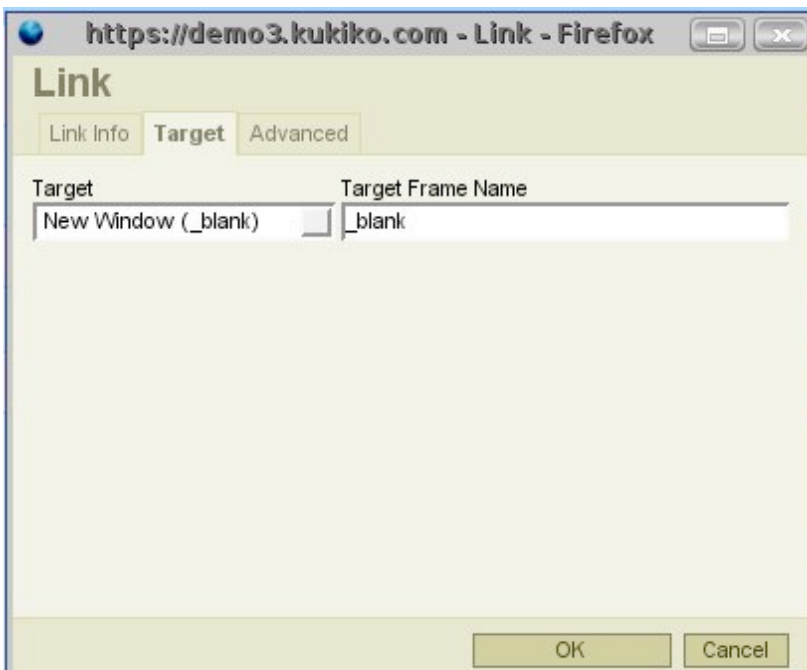 https://demo3.kukiko.com - Link - Firefox
Link
Link Info Target Advanced
Target Target Frame Name
New Window (_blank) _blank
OK Cancel